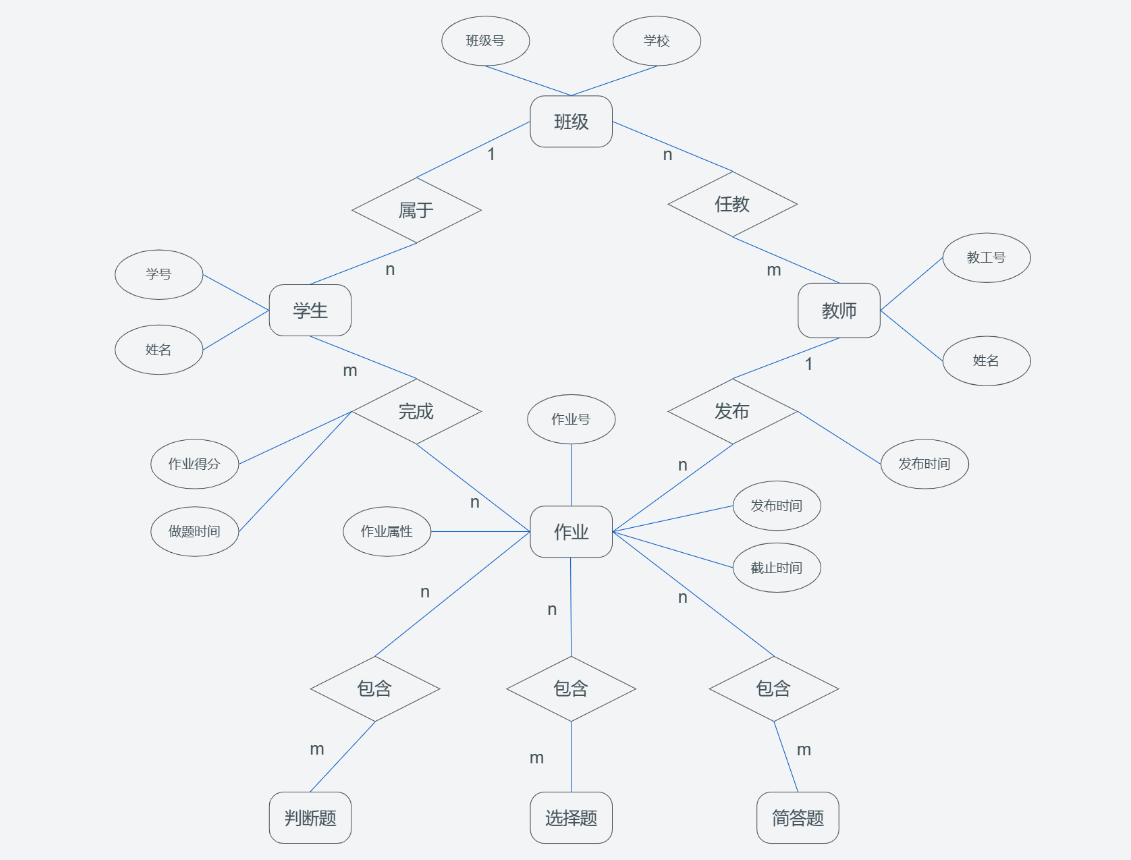 班级号
学校
班级
1
n
属于
任教
n
m
学号
教工号
学生
教师
姓名
姓名
m
1
完成
作业号
发布
作业得分
n
发布时间
n
发布时间
做题时间
作业属性
作业
截止时间
n
n
n
包含
包含
包含
m
m
m
判断题
选择题
简答题